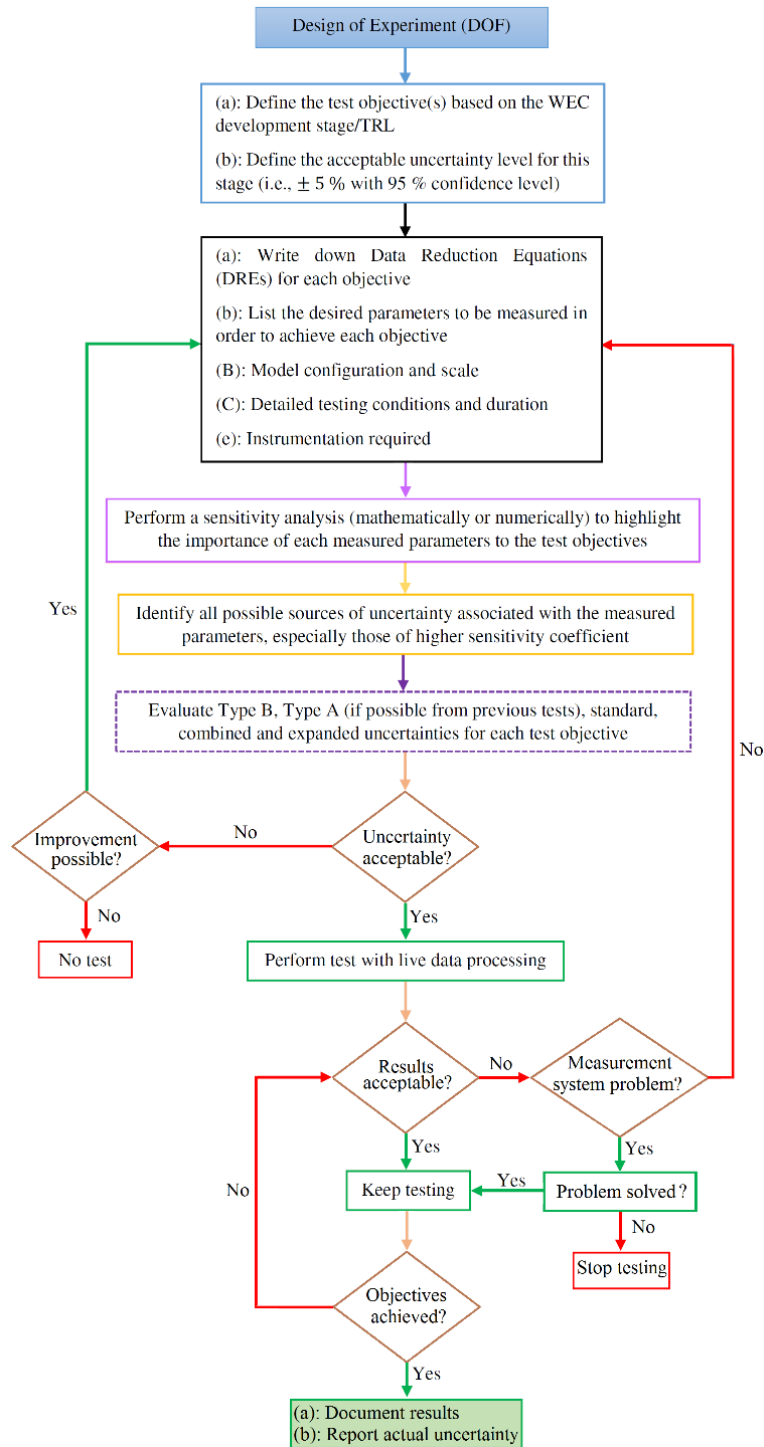 Design of Experiment (DOF)
(a): Define the test objective(s) based on the WEC
development stage/TRL
(b): Define the acceptable uncertainty level for this
stage (i.e., ± 5 % with 95 % confidence level)
(a): Write down Data Reduction Equations
(DREs) for each objective
(b): List the desired parameters to be measured in
order to achieve each objective
(B): Model configuration and scale
(C): Detailed testing conditions and duration
(e): Instrumentation required
Perform a sensitivity analysis (mathematically or numerically) to highlight
the importance of each measured parameters to the test objectives
Yes
Identify all possible sources of uncertainty associated with the measured
parameters, especially those of higher sensitivity coefficient
Evaluate Type B, Type A (if possible from previous tests), standard,
combined and expanded uncertainties for each test objective
No
Improvement
possible?
No
Uncertainty
acceptable?
No
Yes
No test
Perform test with live data processing
Results
acceptable?
No
Measurement
system problem?
Yes
Yes
No
Keep testing
Yes
Problem solved?
No
Stop testing
Objectives
achieved?
Yes
(a): Document results
(b): Report actual uncertainty